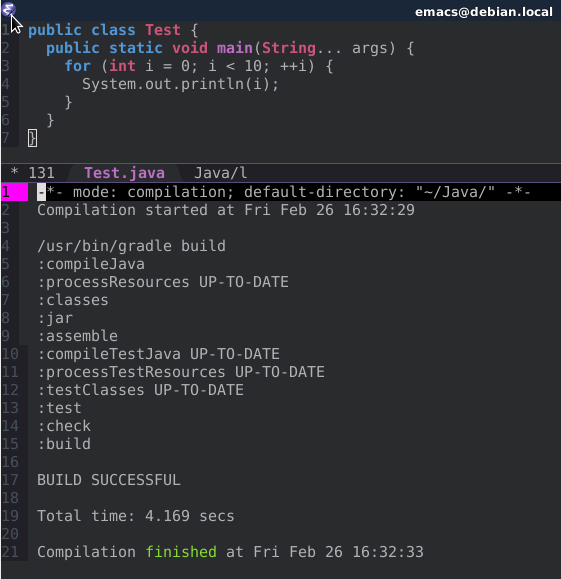 emacs@debian.local
1 public class Test {
2   public static void main(String... args) {
3     for (int i = 0; i < 10; ++i) {
4       System.out.println(i);
5     }
6   }
7 }
* 131 Test.java Java/l
1 -*- mode: compilation; default-directory: "~/Java/" -*-
2 Compilation started at Fri Feb 26 16:32:29
3
4 /usr/bin/gradle build
5 :compileJava
6 :processResources UP-TO-DATE
7 :classes
8 :jar
9 :assemble
10 :compileTestJava UP-TO-DATE
11 :processTestResources UP-TO-DATE
12 :testClasses UP-TO-DATE
13 :test
14 :check
15 :build
16
17 BUILD SUCCESSFUL
18
19 Total time: 4.169 secs
20
21 Compilation finished at Fri Feb 26 16:32:33